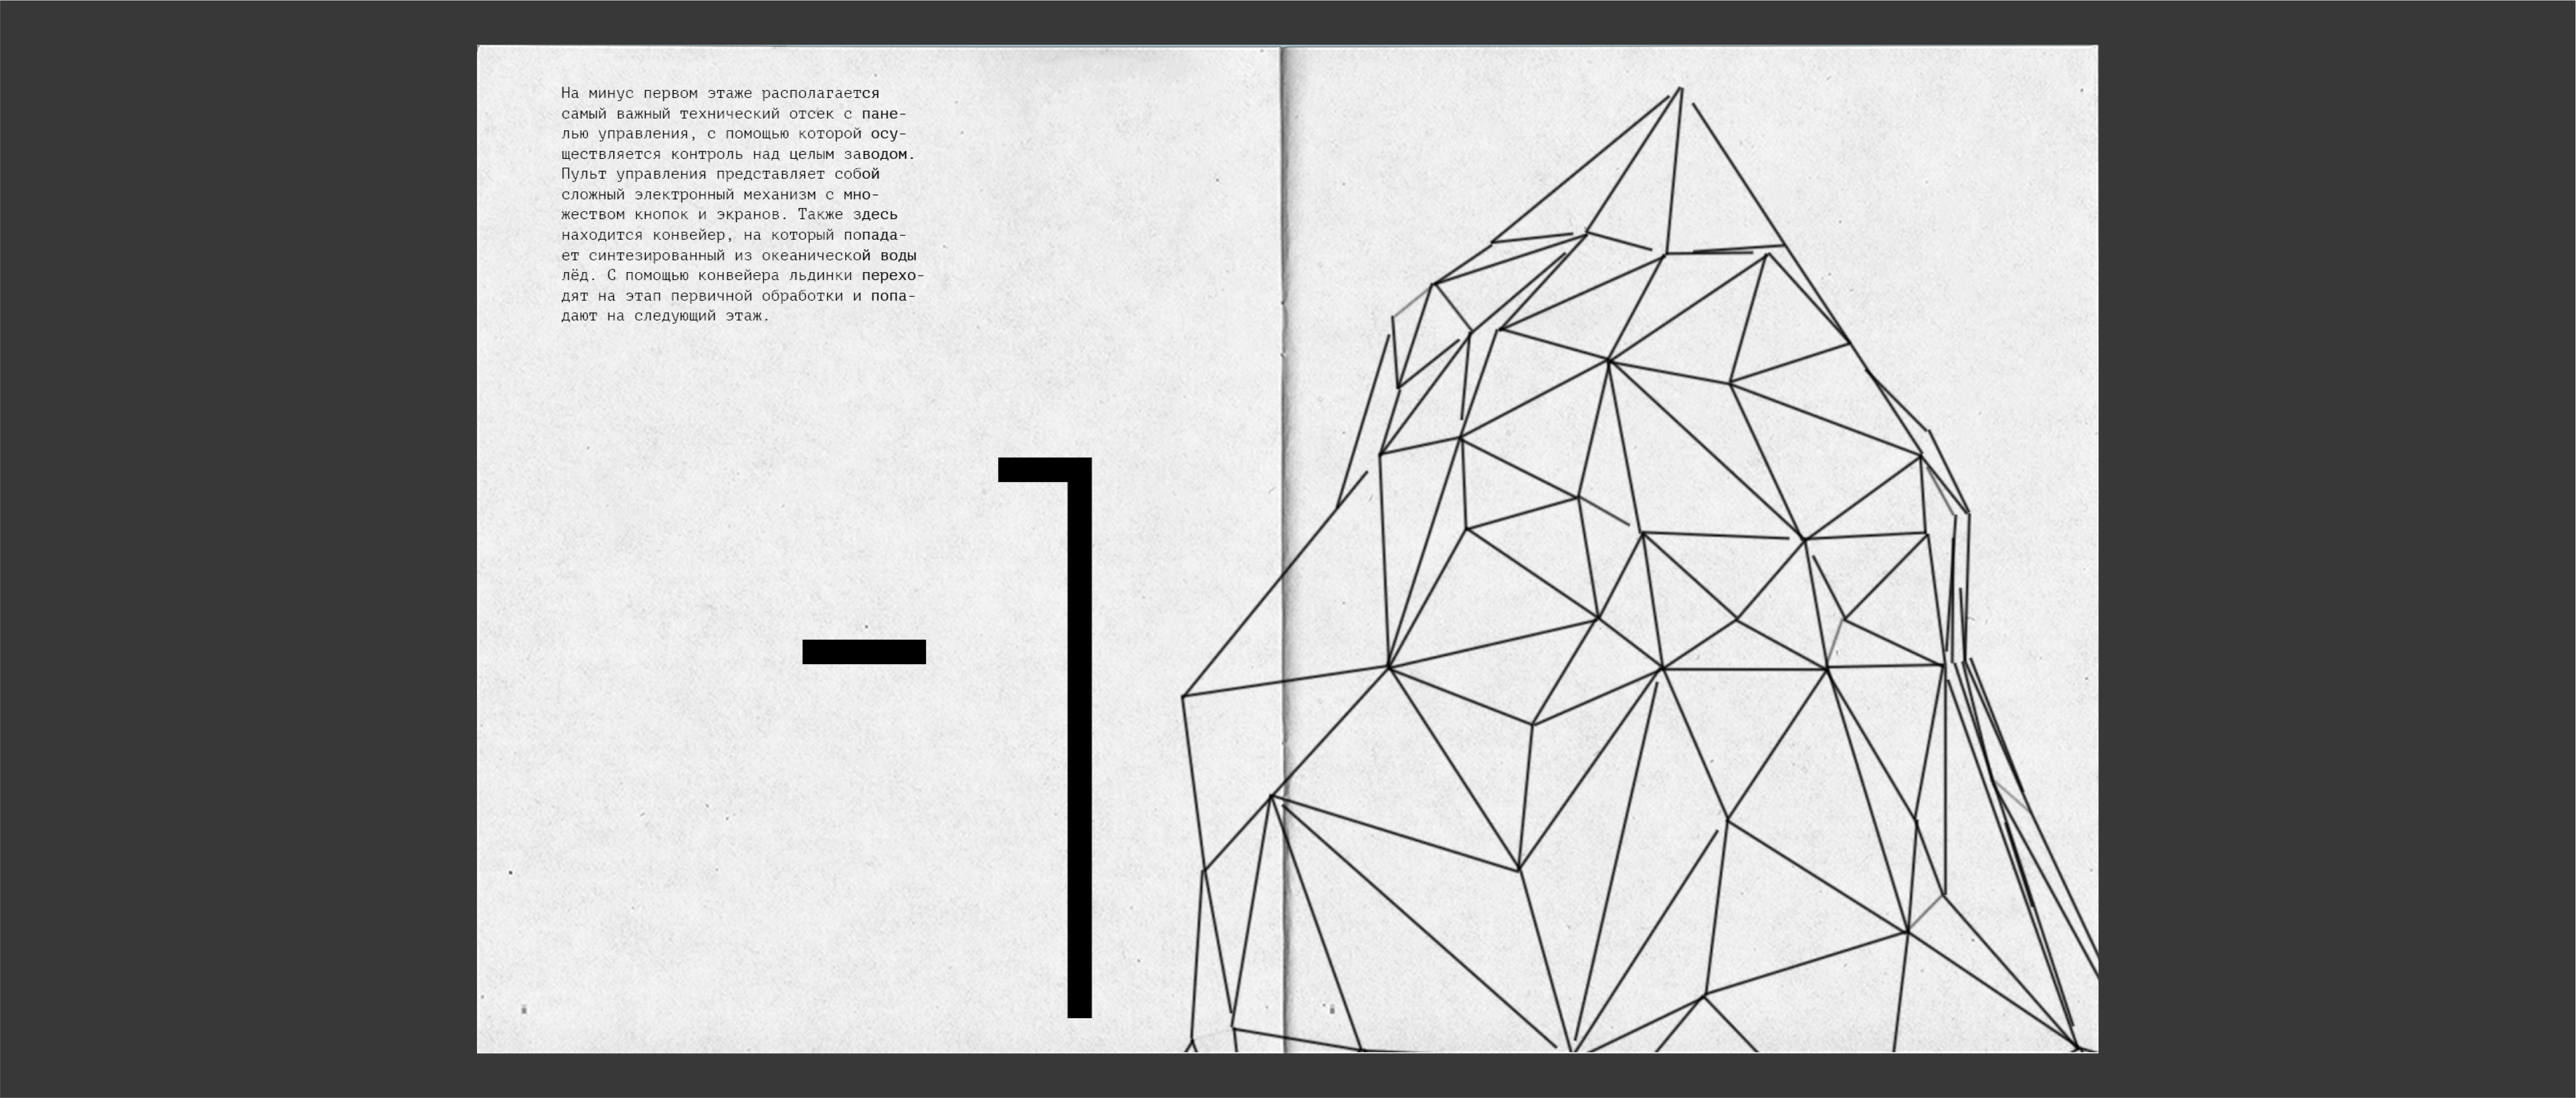 На минус первом этаже располагается
самый важный технический отсек с пане-
лью управления, с помощью которой осу-
ществляется контроль над целым заводом.
Пульт управления представляет собой
сложный электронный механизм с мно-
жеством кнопок и экранов. Также здесь
находится конвейер, на который попада-
ет синтезированный из океанической воды
лёд. С помощью конвейера льдинки перехо-
дят на этап первичной обработки и попа-
дают на следующий этаж.
-1